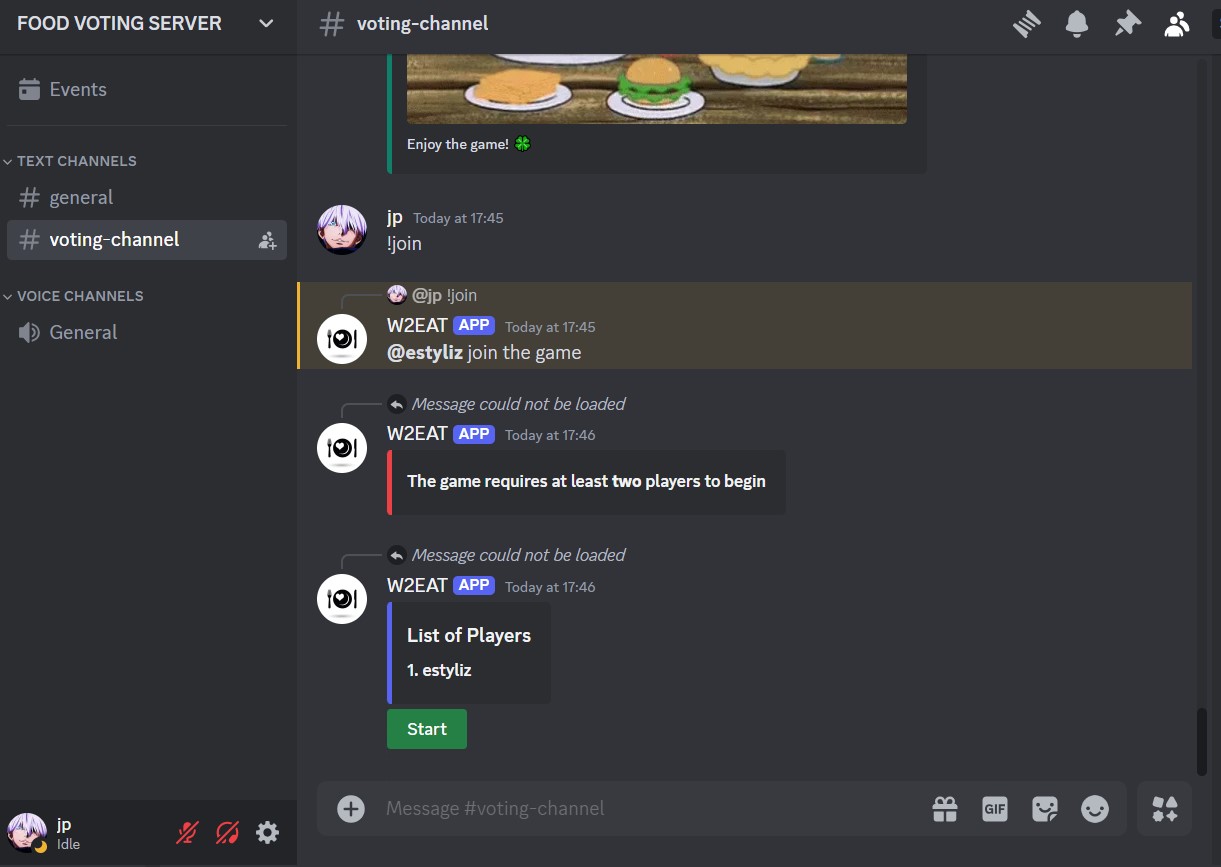 FOOD VOTING SERVER
Events
TEXT CHANNELS
general
voting-channel
VOICE CHANNELS
General
jp
Idle
voting-channel
Enjoy the game! 🍀
jp Today at 17:45
!join
@jp !join
W2EAT APP Today at 17:45
@estyliz join the game
Message could not be loaded
W2EAT APP Today at 17:46
The game requires at least two players to begin
Message could not be loaded
W2EAT APP Today at 17:46
List of Players
1. estyliz
Start
Message #voting-channel
GIF